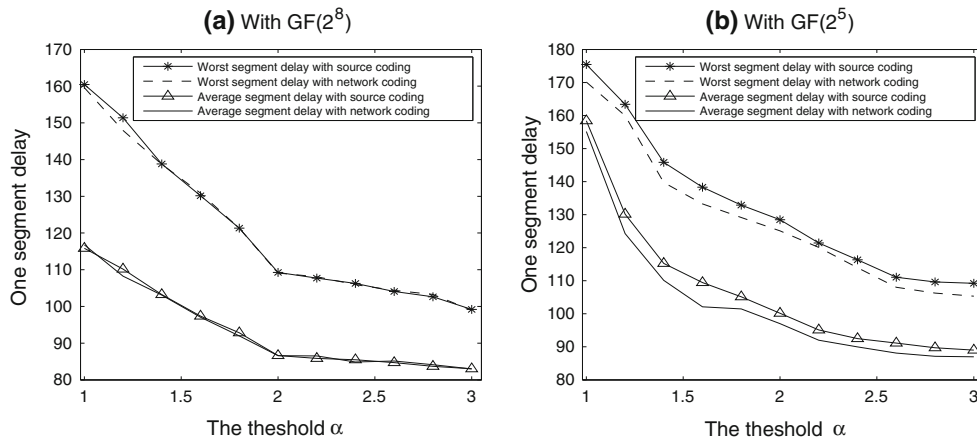 (a) With GF(2⁸)
170
160
150
140
130
120
110
100
90
80
1
1.5
2
2.5
3
One segment delay
The theshold α
Worst segment delay with source coding
Worst segment delay with network coding
Average segment delay with source coding
Average segment delay with network coding
(b) With GF(2⁵)
180
170
160
150
140
130
120
110
100
90
80
1
1.5
2
2.5
3
One segment delay
The theshold α
Worst segment delay with source coding
Worst segment delay with network coding
Average segment delay with source coding
Average segment delay with network coding